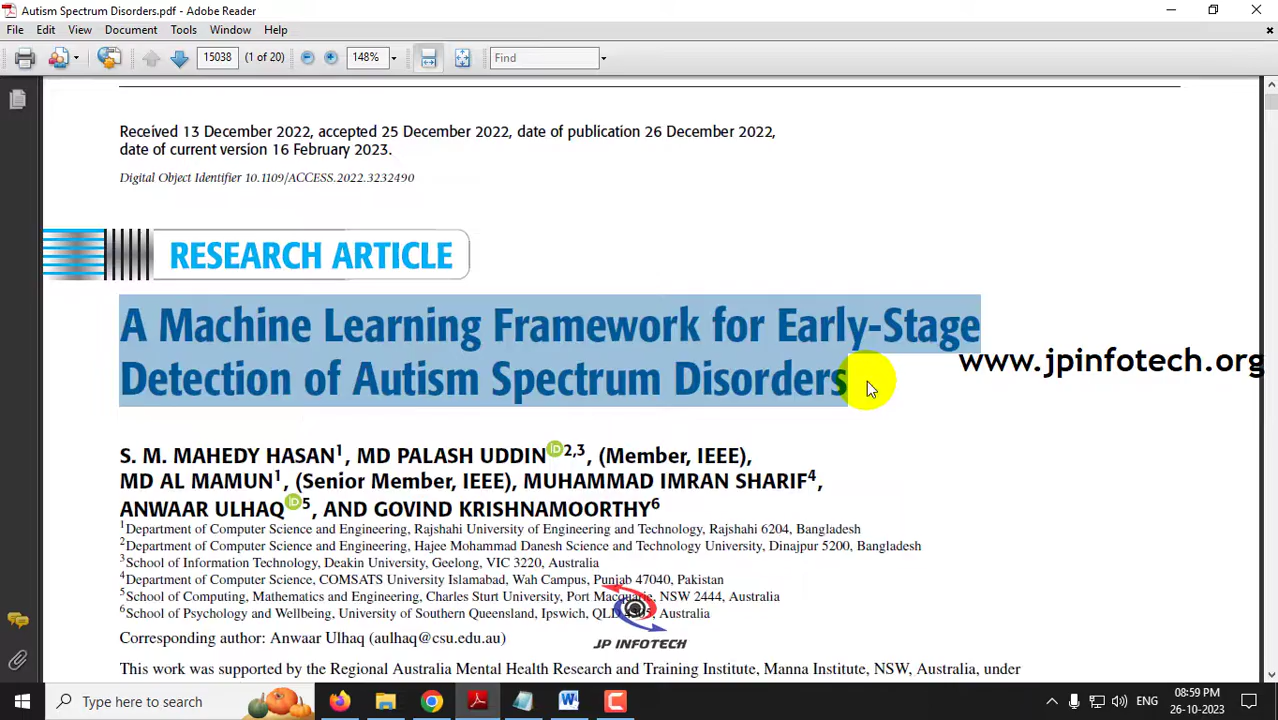 Autism Spectrum Disorders.pdf - Adobe Reader
File Edit View Document Tools Window Help
15038 (1 of 20) 148% Find
Received 13 December 2022, accepted 25 December 2022, date of publication 26 December 2022,
date of current version 16 February 2023.
Digital Object Identifier 10.1109/ACCESS.2022.3232490
RESEARCH ARTICLE
A Machine Learning Framework for Early-Stage
Detection of Autism Spectrum Disorders
www.jpinfotech.org
S. M. MAHEDY HASAN1, MD PALASH UDDIN iD 2,3, (Member, IEEE),
MD AL MAMUN1, (Senior Member, IEEE), MUHAMMAD IMRAN SHARIF4,
ANWAAR ULHAQ iD 5, AND GOVIND KRISHNAMOORTHY6
1Department of Computer Science and Engineering, Rajshahi University of Engineering and Technology, Rajshahi 6204, Bangladesh
2Department of Computer Science and Engineering, Hajee Mohammad Danesh Science and Technology University, Dinajpur 5200, Bangladesh
3School of Information Technology, Deakin University, Geelong, VIC 3220, Australia
4Department of Computer Science, COMSATS University Islamabad, Wah Campus, Punjab 47040, Pakistan
5School of Computing, Mathematics and Engineering, Charles Sturt University, Port Macquarie, NSW 2444, Australia
6School of Psychology and Wellbeing, University of Southern Queensland, Ipswich, QLD Australia
JP INFOTECH
Corresponding author: Anwaar Ulhaq (aulhaq@csu.edu.au)
This work was supported by the Regional Australia Mental Health Research and Training Institute, Manna Institute, NSW, Australia, under
Type here to search
ENG
08:59 PM
26-10-2023